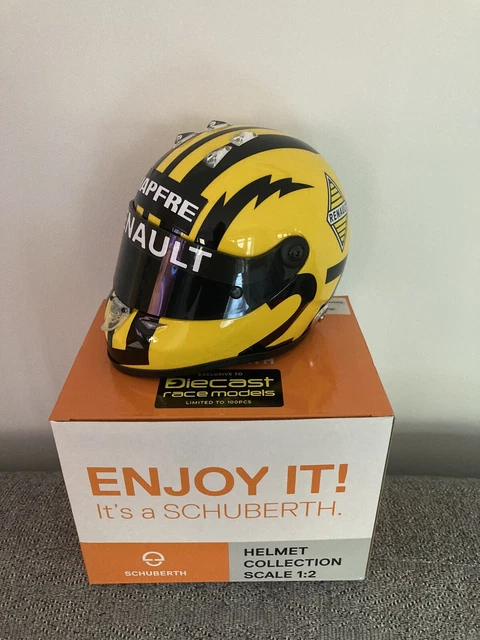 APFRE
NAULT
RENAULT
EXCLUSIVE TO
Diecast
race models
LIMITED TO 100PCS
ENJOY IT!
It's a SCHUBERTH.
SCHUBERTH
HELMET
COLLECTION
SCALE 1:2